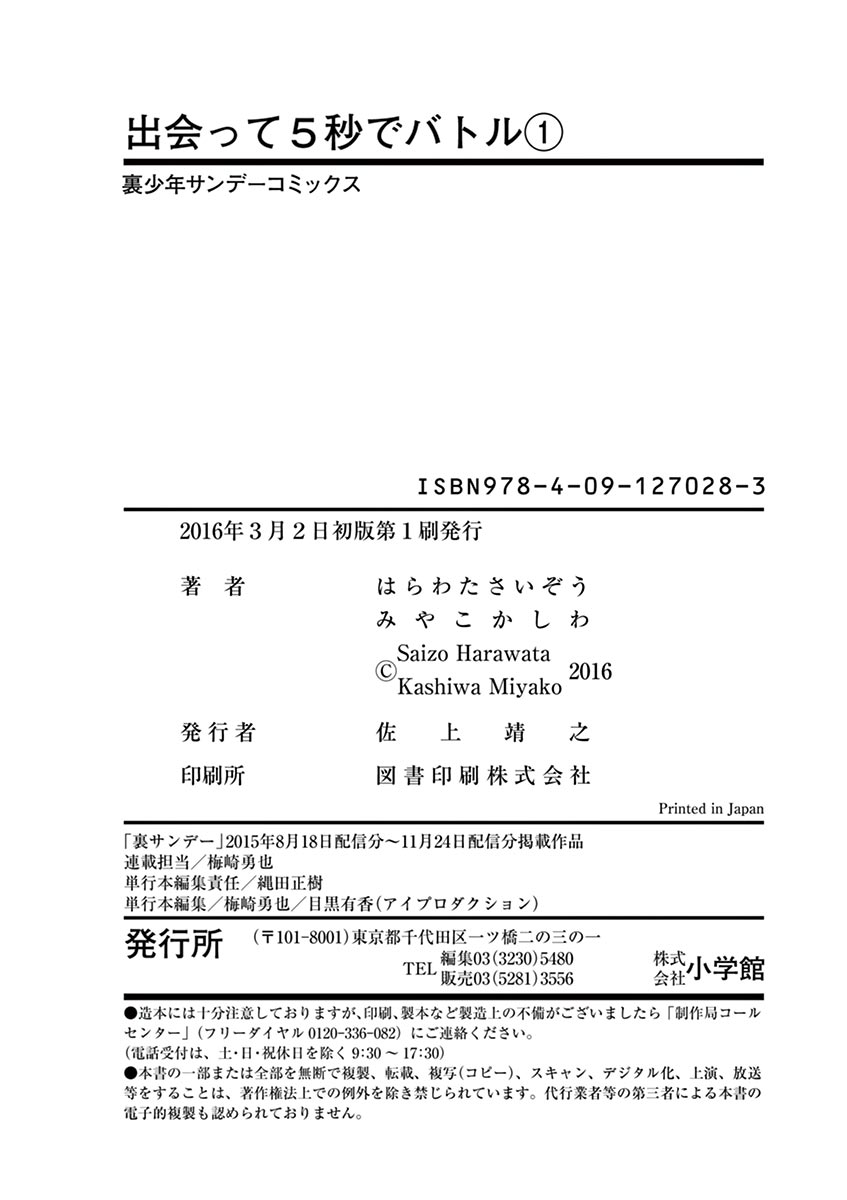 出会って５秒でバトル①
裏少年サンデーコミックス
ISBN978-4-09-127028-3
2016年３月２日初版第１刷発行
著　者　はらわたさいぞう
みやこかしわ
©Saizo Harawata
Kashiwa Miyako 2016
発行者　佐上靖之
印刷所　図書印刷株式会社
Printed in Japan
「裏サンデー」2015年8月18日配信分〜11月24日配信分掲載作品
連載担当／梅崎勇也
単行本編集責任／縄田正樹
単行本編集／梅崎勇也／目黒有香（アイプロダクション）
発行所　（〒101-8001）東京都千代田区一ツ橋二の三の一
TEL 編集03（3230）5480
販売03（5281）3556
株式会社 小学館
●造本には十分注意しておりますが、印刷、製本など製造上の不備がございましたら「制作局コール
センター」（フリーダイヤル 0120-336-082）にご連絡ください。
（電話受付は、土・日・祝休日を除く 9:30 〜 17:30）
●本書の一部または全部を無断で複製、転載、複写（コピー）、スキャン、デジタル化、上演、放送
等をすることは、著作権法上での例外を除き禁じられています。代行業者等の第三者による本書の
電子的複製も認められておりません。